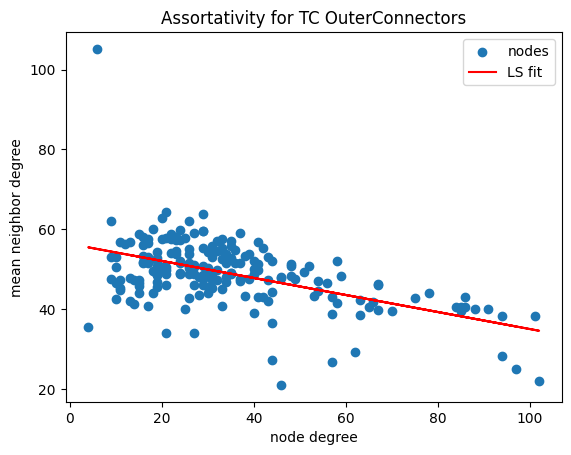 Assortativity for TC OuterConnectors
nodes
LS fit
mean neighbor degree
100
80
60
40
20
0
20
40
60
80
100
node degree